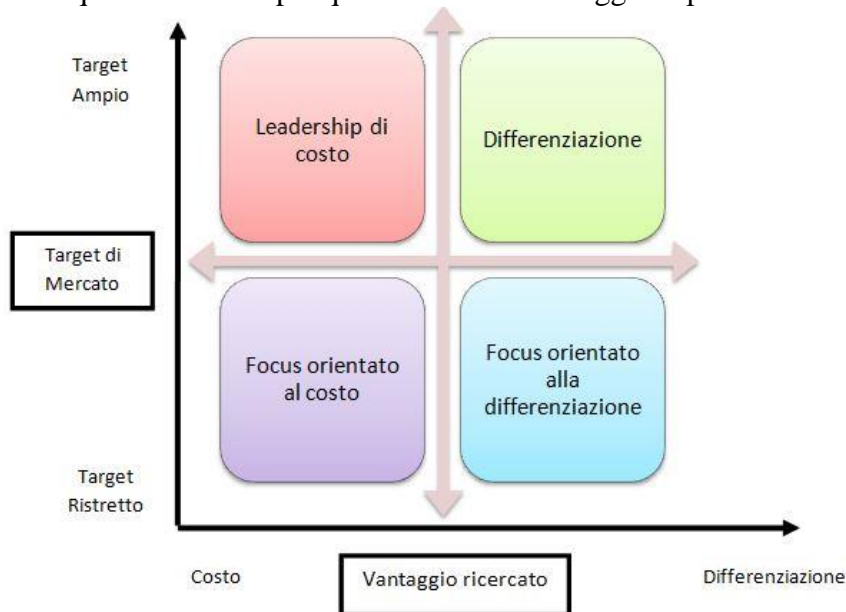 Target
Ampio
Leadership di
costo
Differenziazione
Target di
Mercato
Focus orientato
al costo
Focus orientato
alla
differenziazione
Target
Ristretto
Costo
Vantaggio ricercato
Differenziazione